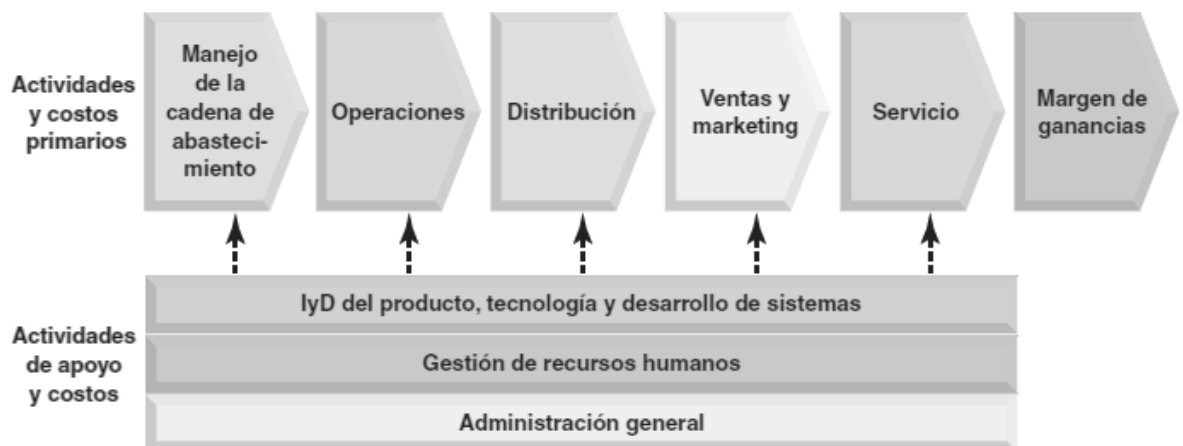 Actividades
y costos
primarios
Manejo
de la
cadena de
abasteci-
miento
Operaciones
Distribución
Ventas y
marketing
Servicio
Margen de
ganancias
Actividades
de apoyo
y costos
IyD del producto, tecnología y desarrollo de sistemas
Gestión de recursos humanos
Administración general